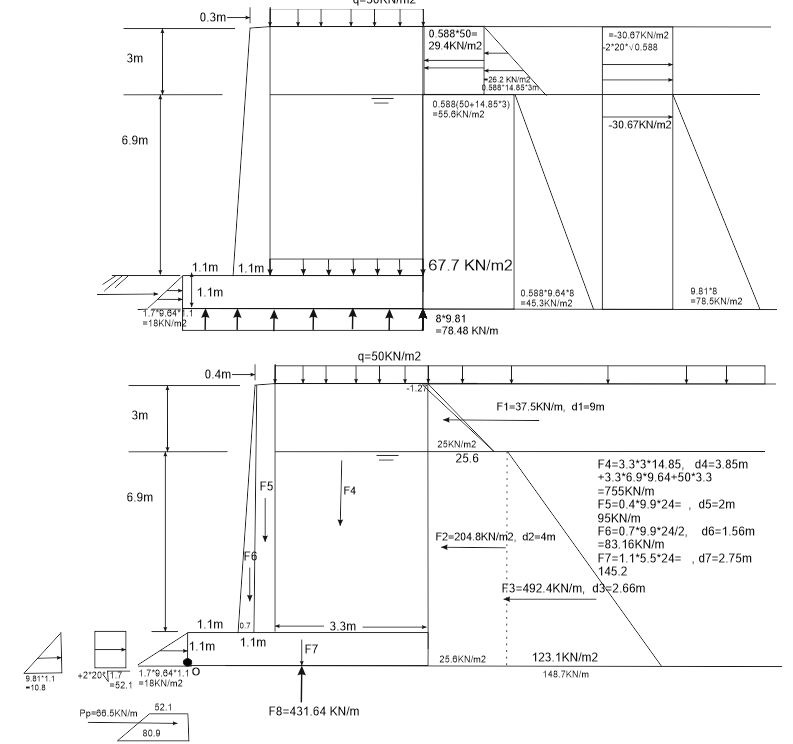 q=50KN/m2
0.3m
3m
6.9m
0.588*50=
29.4KN/m2
=26.2 KN/m2
0.588*14.85*3m
=-30.67KN/m2
-2*20*√0.588
0.588(50+14.85*3)
=55.6KN/m2
-30.67KN/m2
1.1m
1.1m
67.7 KN/m2
1.1m
1.7*9.64*1.1
=18KN/m2
0.588*9.64*8
=45.3KN/m2
9.81*8
=78,5KN/m2
8*9.81
=78.48 KN/m
q=50KN/m2
0.4m
3m
6.9m
-1.27
F1=37.5KN/m, d1=9m
25KN/m2
25.6
F4=3.3*3*14.85, d4=3.85m
+3.3*6.9*9.64+50*3.3
=755KN/m
F5=0.4*9.9*24= , d5=2m
95KN/m
F6=0.7*9.9*24/2, d6=1.56m
=83.16KN/m
F7=1.1*5.5*24= , d7=2.75m
145.2
F5
F4
F6
F2=204.8KN/m2, d2=4m
F3=492.4KN/m, d3=2.66m
1.1m
0.7
3.3m
1.1m
1.1m
F7
25.6KN/m2
123.1KN/m2
148.7KN/m
O
9.81*1.1
=10.8
+2*20√1.7
=52.1
1.7*9.64*1.1
=18KN/m2
Pp=66.5KN/m
52.1
80.9
F8=431.64 KN/m